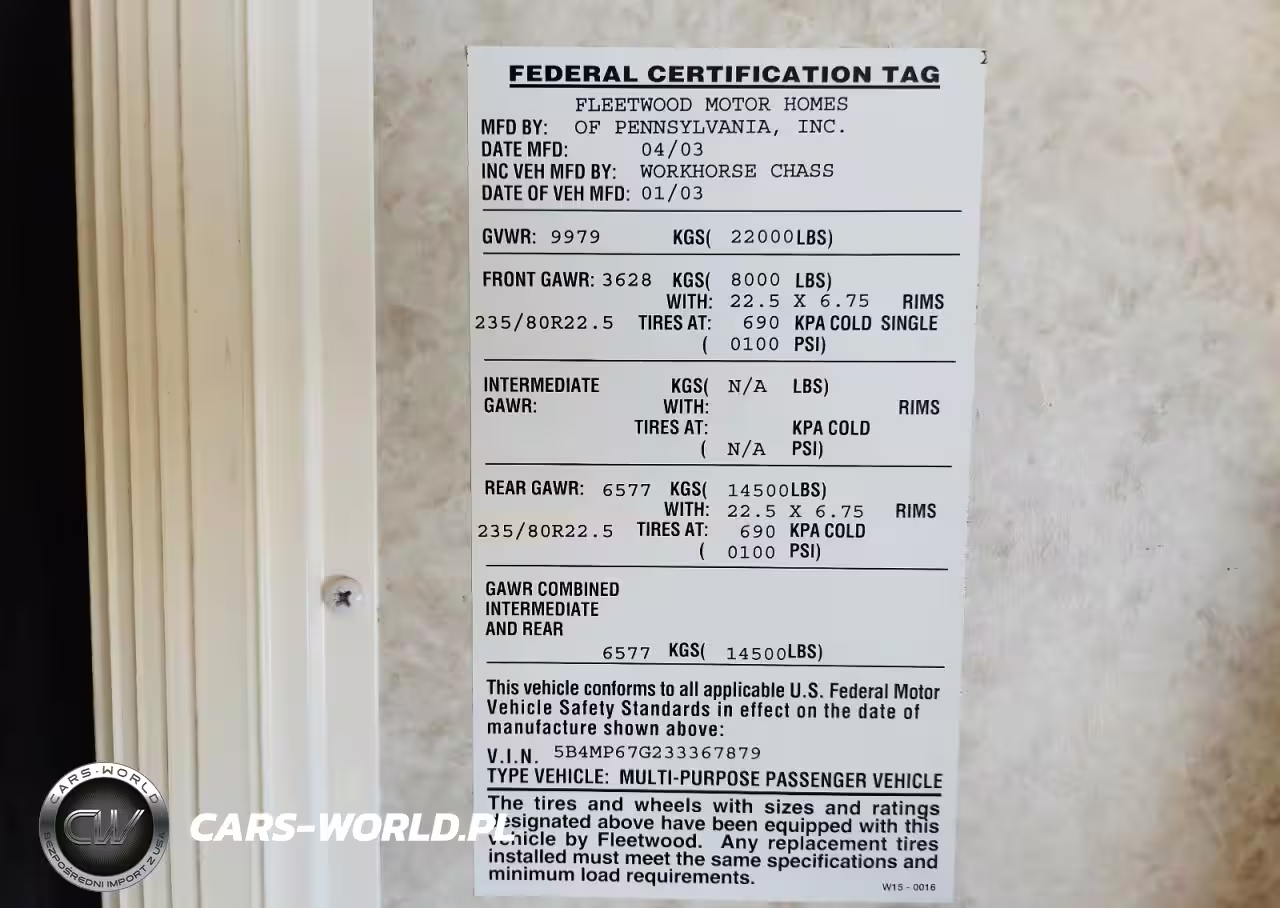 FEDERAL CERTIFICATION TAG
FLEETWOOD MOTOR HOMES
MFD BY: OF PENNSYLVANIA, INC.
DATE MFD: 04/03
INC VEH MFD BY: WORKHORSE CHASS
DATE OF VEH MFD: 01/03
GVWR: 9979 KGS( 22000LBS)
FRONT GAWR: 3628 KGS( 8000 LBS)
WITH: 22.5 X 6.75 RIMS
235/80R22.5 TIRES AT: 690 KPA COLD SINGLE
( 0100 PSI)
INTERMEDIATE KGS( N/A LBS)
GAWR: WITH: RIMS
TIRES AT: KPA COLD
( N/A PSI)
REAR GAWR: 6577 KGS( 14500LBS)
WITH: 22.5 X 6.75 RIMS
235/80R22.5 TIRES AT: 690 KPA COLD
( 0100 PSI)
GAWR COMBINED
INTERMEDIATE
AND REAR
6577 KGS( 14500LBS)
This vehicle conforms to all applicable U.S. Federal Motor
Vehicle Safety Standards in effect on the date of
manufacture shown above:
V.I.N. 5B4MP67G233367879
TYPE VEHICLE: MULTI-PURPOSE PASSENGER VEHICLE
The tires and wheels with sizes and ratings
designated above have been equipped with this
vehicle by Fleetwood. Any replacement tires
installed must meet the same specifications and
minimum load requirements.
W15-0016
CARS-WORLD
CW
BEZPOŚREDNI IMPORT Z USA
CARS-WORLD.PL